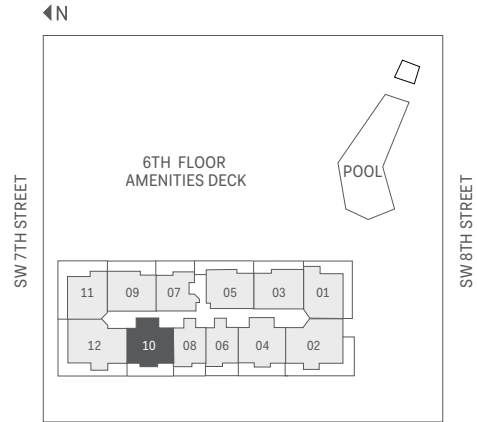 N
6TH FLOOR
AMENITIES DECK
POOL
SW 7TH STREET
SW 8TH STREET
11 09 07 05 03 01
12 10 08 06 04 02